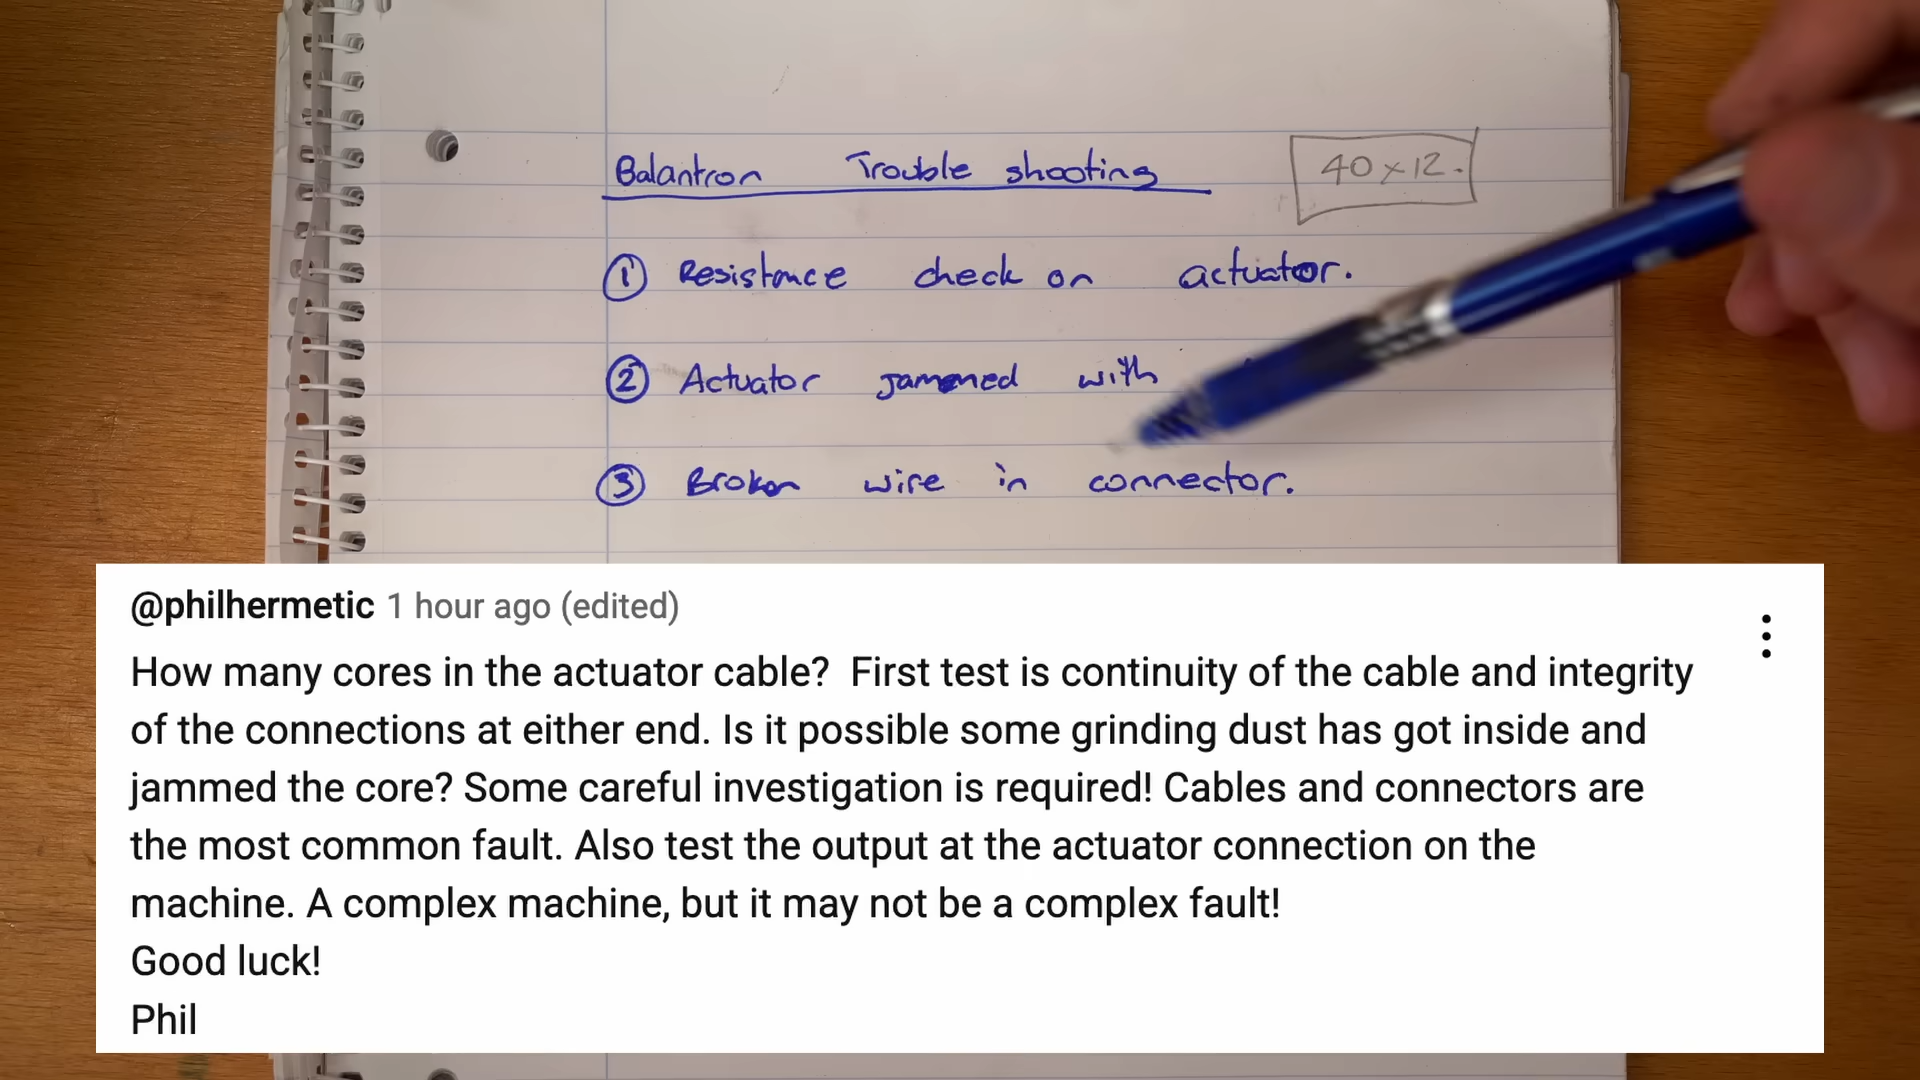 Balantron Trouble shooting
40 x 12.
① Resistance check on actuator.
② Actuator jammed with
③ Broken wire in connector.
@philhermetic 1 hour ago (edited)
How many cores in the actuator cable? First test is continuity of the cable and integrity
of the connections at either end. Is it possible some grinding dust has got inside and
jammed the core? Some careful investigation is required! Cables and connectors are
the most common fault. Also test the output at the actuator connection on the
machine. A complex machine, but it may not be a complex fault!
Good luck!
Phil